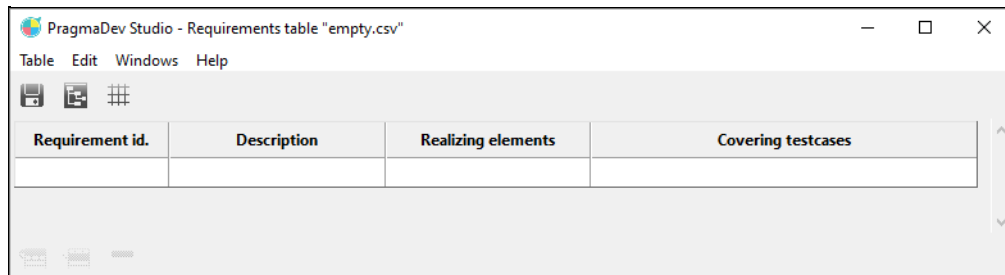 PragmaDev Studio - Requirements table "empty.csv"
Table Edit Windows Help
Requirement id. Description Realizing elements Covering testcases